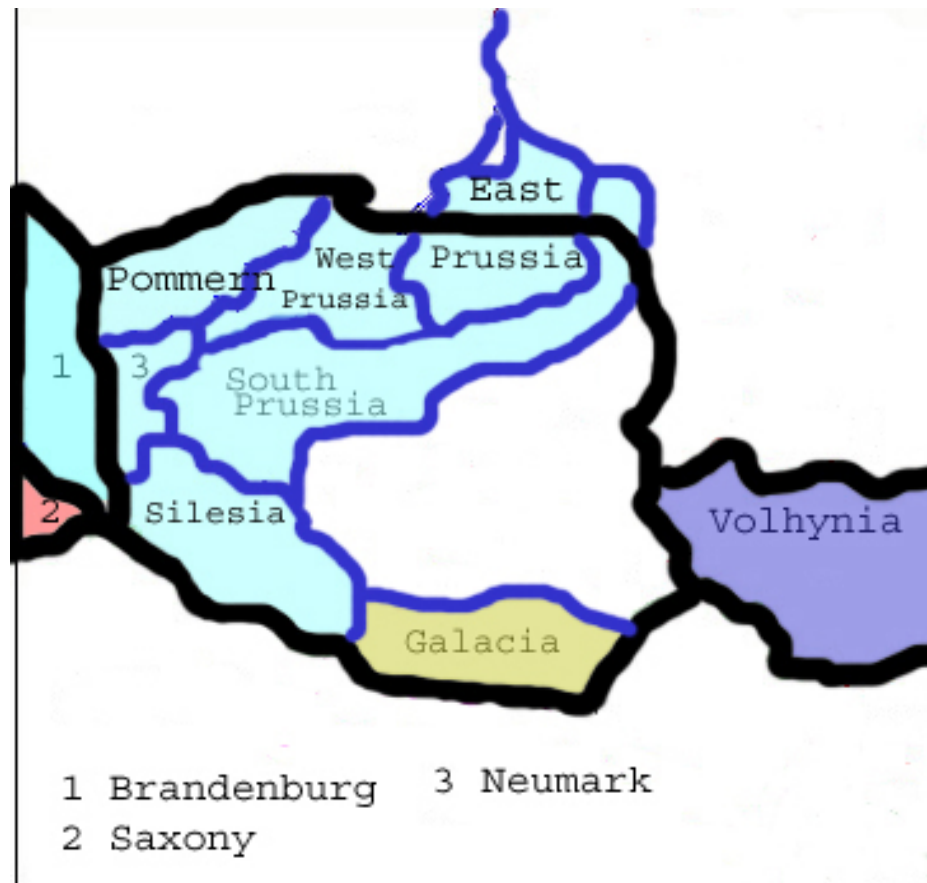 East
West
Prussia
Pommern
Prussia
1
3
South
Prussia
2
Silesia
Volhynia
Galacia
1 Brandenburg
3 Neumark
2 Saxony